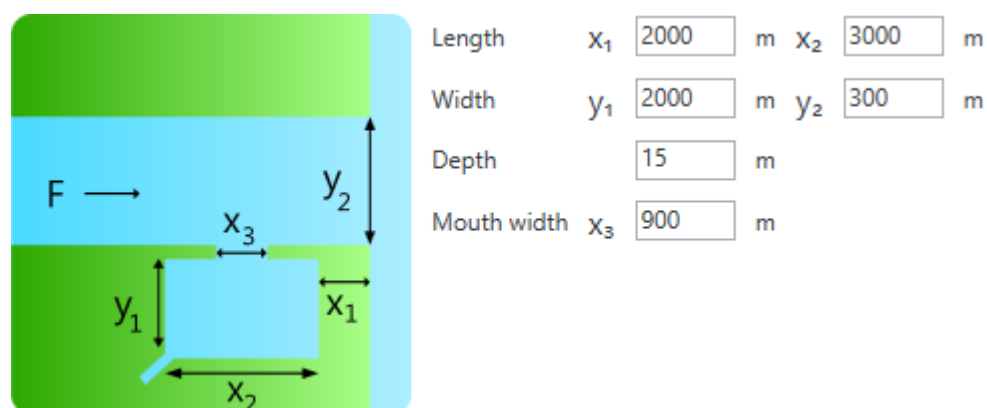 F
y₂
x₃
y₁
x₁
x₂
Length x₁ 2000 m x₂ 3000 m
Width y₁ 2000 m y₂ 300 m
Depth 15 m
Mouth width x₃ 900 m